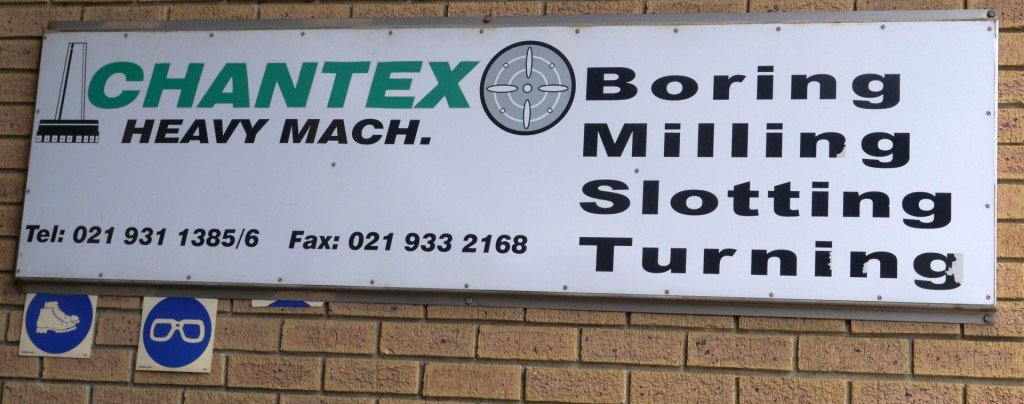 CHANTEX
HEAVY MACH.
Tel: 021 931 1385/6 Fax: 021 933 2168
Boring
Milling
Slotting
Turning